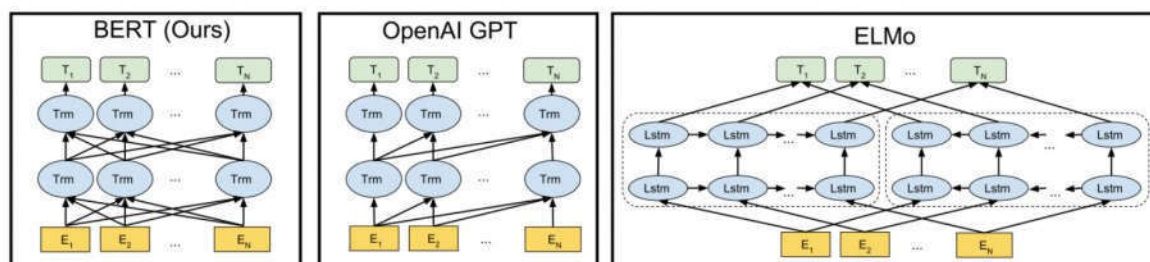 BERT (Ours)
T1 T2 ... TN
Trm Trm ... Trm
Trm Trm ... Trm
E1 E2 ... EN
OpenAI GPT
T1 T2 ... TN
Trm Trm ... Trm
Trm Trm ... Trm
E1 E2 ... EN
ELMo
T1 T2 ... TN
Lstm Lstm ... Lstm Lstm Lstm ... Lstm
Lstm Lstm ... Lstm Lstm Lstm ... Lstm
E1 E2 ... EN